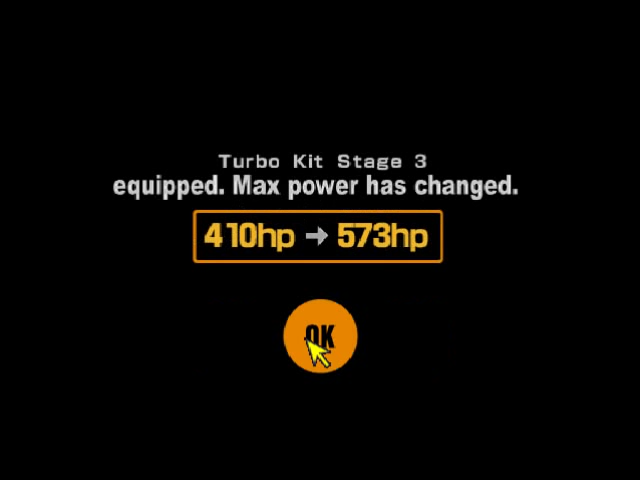 Turbo Kit Stage 3
equipped. Max power has changed.
410hp → 573hp
OK